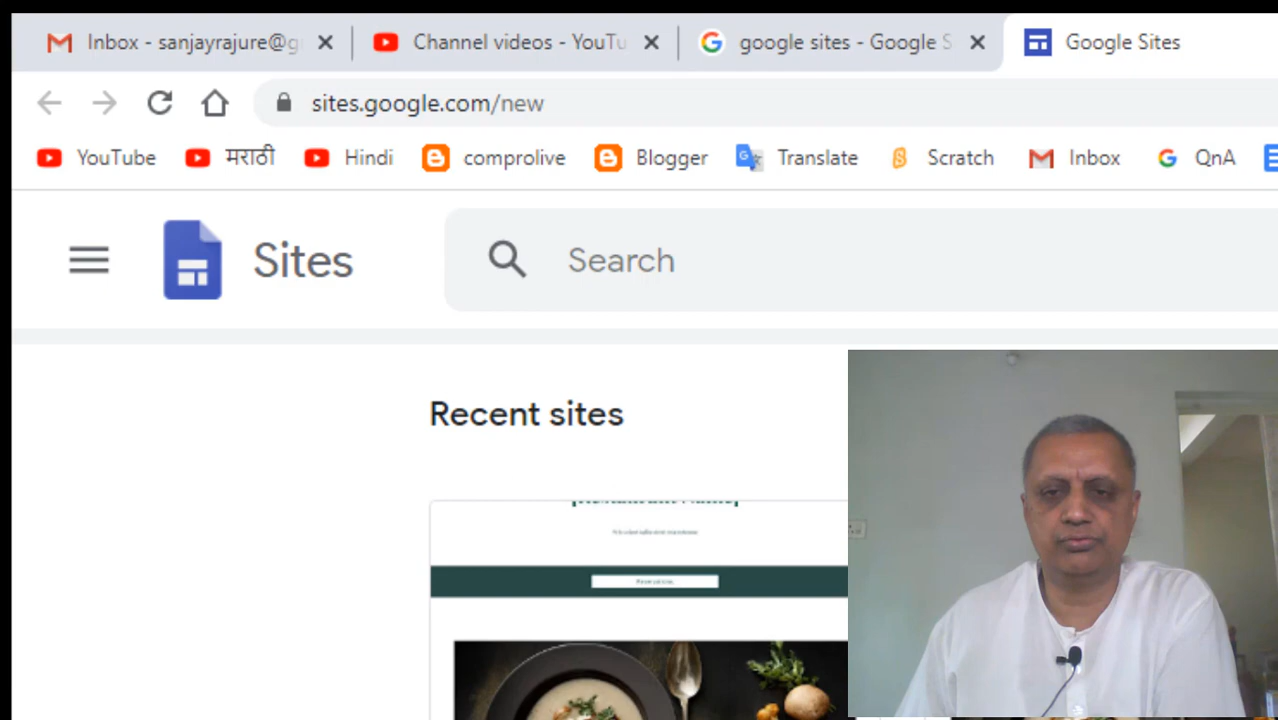 Inbox - sanjayrajure@g Channel videos - YouTu google sites - Google S Google Sites
sites.google.com/new
YouTube मराठी Hindi comprolive Blogger Translate Scratch Inbox QnA
Sites Search
Recent sites